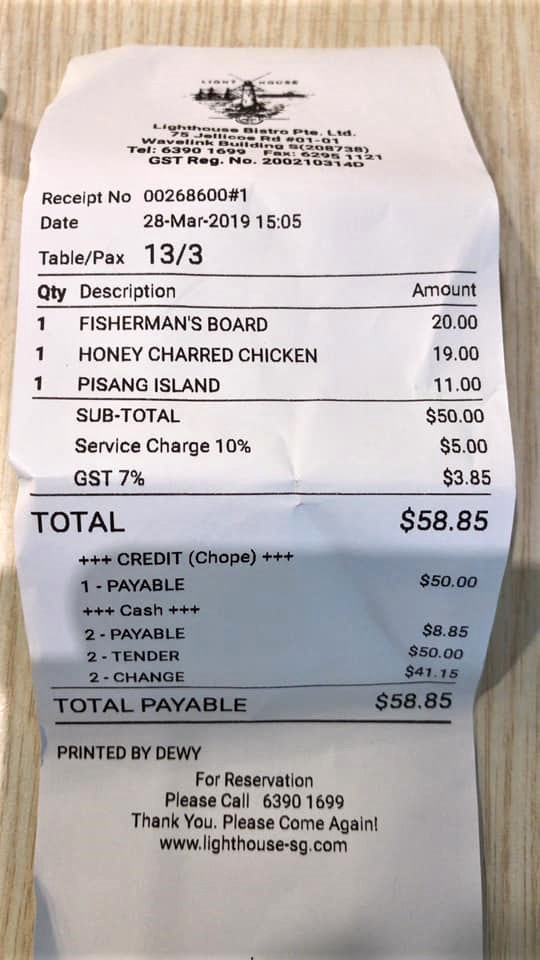 LIGHT HOUSE
Lighthouse Bistro Pte. Ltd.
75 Jellicoe Rd #01-01
Wavelink Building S(208738)
Tel: 6390 1699 Fax: 6295 1121
GST Reg. No. 200210314D
Receipt No 00268600#1
Date 28-Mar-2019 15:05
Table/Pax 13/3
Qty Description Amount
1 FISHERMAN'S BOARD 20.00
1 HONEY CHARRED CHICKEN 19.00
1 PISANG ISLAND 11.00
SUB-TOTAL $50.00
Service Charge 10% $5.00
GST 7% $3.85
TOTAL $58.85
+++ CREDIT (Chope) +++
1 - PAYABLE $50.00
+++ Cash +++
2 - PAYABLE $8.85
2 - TENDER $50.00
2 - CHANGE $41.15
TOTAL PAYABLE $58.85
PRINTED BY DEWY
For Reservation
Please Call 6390 1699
Thank You. Please Come Again!
www.lighthouse-sg.com